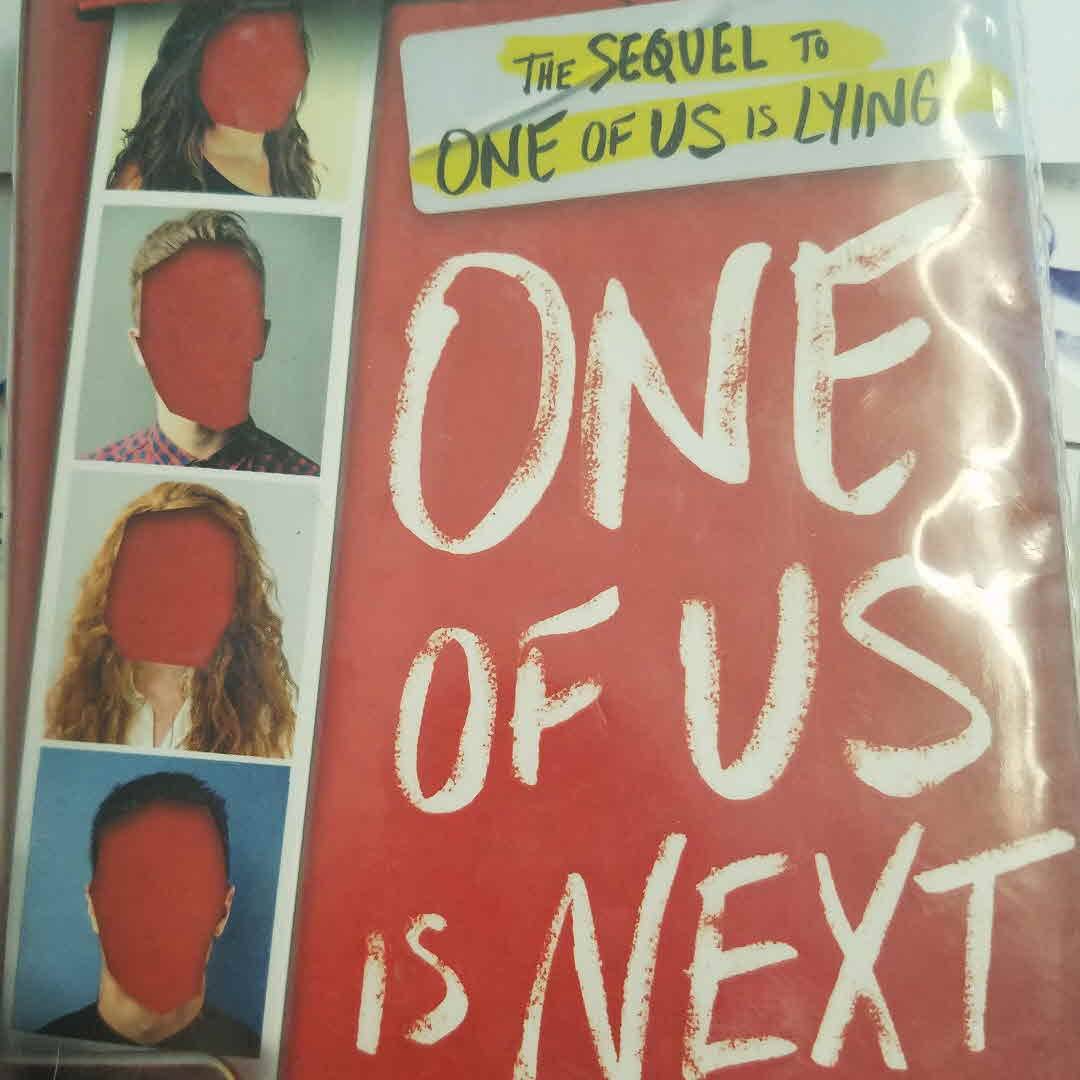 THE SEQUEL TO
ONE OF US IS LYING
ONE
OF US
IS NEXT